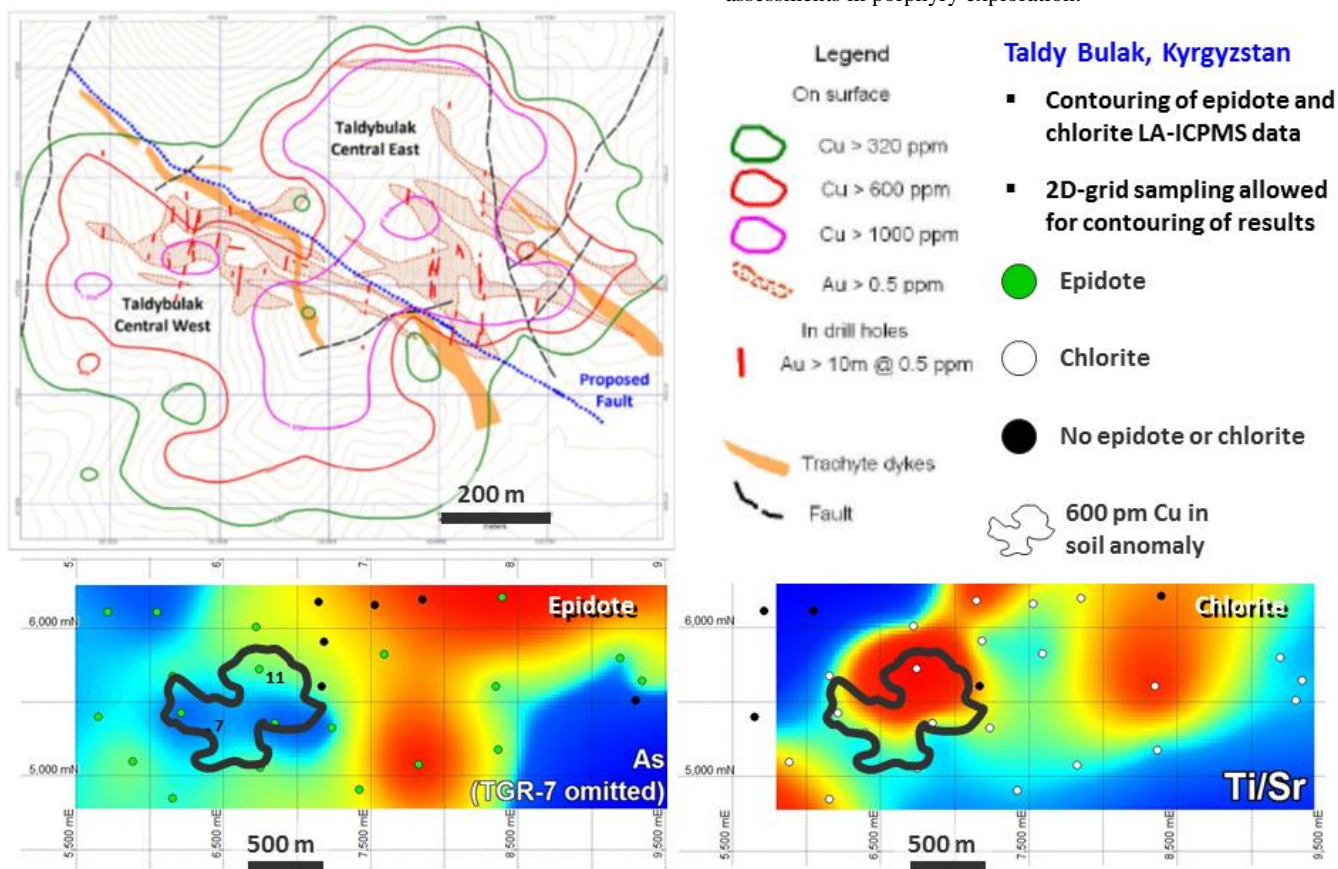 assessments in porphyry exploration.
Taldybulak
Central East
Taldybulak
Central West
Proposed
Fault
200 m
Legend
On surface
Cu > 320 ppm
Cu > 600 ppm
Cu > 1000 ppm
Au > 0.5 ppm
In drill holes
Au > 10m @ 0.5 ppm
Trachyte dykes
Fault
Taldy Bulak, Kyrgyzstan
▪ Contouring of epidote and
chlorite LA-ICPMS data
▪ 2D-grid sampling allowed
for contouring of results
Epidote
Chlorite
No epidote or chlorite
600 pm Cu in
soil anomaly
Epidote
6,000 mN
11
7
5,000 mN
As
(TGR-7 omitted)
5,500 mE
6,500 mE
7,500 mE
8,500 mE
9,500 mE
500 m
Chlorite
6,000 mN
5,000 mN
Ti/Sr
5,500 mE
6,500 mE
7,500 mE
8,500 mE
9,500 mE
500 m